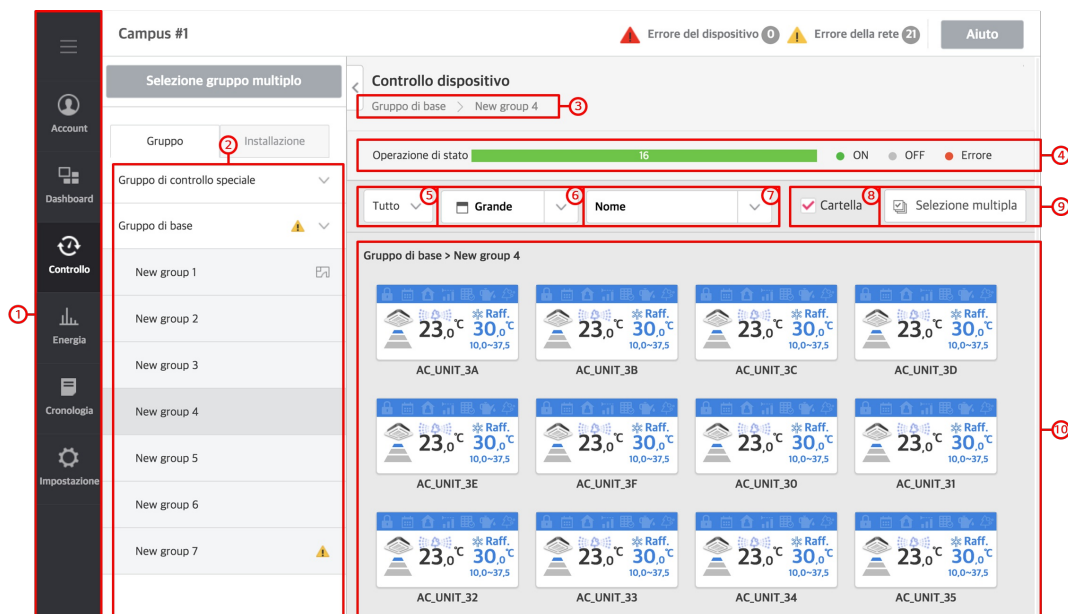 Campus #1
Errore del dispositivo 0
Errore della rete 21
Aiuto
Account
Dashboard
Controllo
1
Energia
Cronologia
Impostazione
Selezione gruppo multiplo
Gruppo
2
Installazione
Gruppo di controllo speciale
Gruppo di base
New group 1
New group 2
New group 3
New group 4
New group 5
New group 6
New group 7
Controllo dispositivo
Gruppo di base > New group 4
3
Operazione di stato 16 ON OFF Errore
4
Tutto 5 Grande 6 Nome 7 Cartella 8 Selezione multipla 9
Gruppo di base > New group 4
10
23,0°C Raff. 30,0°C 10,0~37,5
23,0°C Raff. 30,0°C 10,0~37,5
23,0°C Raff. 30,0°C 10,0~37,5
23,0°C Raff. 30,0°C 10,0~37,5
AC_UNIT_3A AC_UNIT_3B AC_UNIT_3C AC_UNIT_3D
23,0°C Raff. 30,0°C 10,0~37,5
23,0°C Raff. 30,0°C 10,0~37,5
23,0°C Raff. 30,0°C 10,0~37,5
23,0°C Raff. 30,0°C 10,0~37,5
AC_UNIT_3E AC_UNIT_3F AC_UNIT_30 AC_UNIT_31
23,0°C Raff. 30,0°C 10,0~37,5
23,0°C Raff. 30,0°C 10,0~37,5
23,0°C Raff. 30,0°C 10,0~37,5
23,0°C Raff. 30,0°C 10,0~37,5
AC_UNIT_32 AC_UNIT_33 AC_UNIT_34 AC_UNIT_35